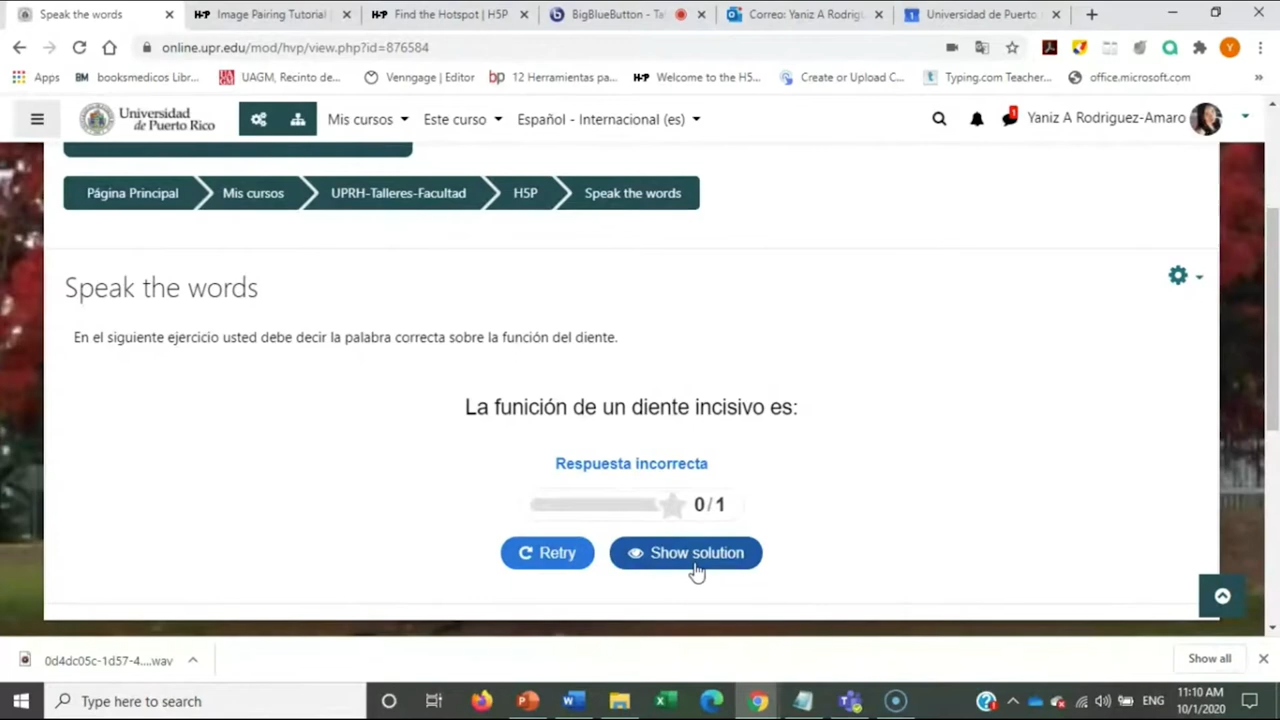 Speak the words
H-P Image Pairing Tutorial
H-P Find the Hotspot | H5P
BigBlueButton - Ta
Correo: Yaniz A Rodrig
Universidad de Puerto
online.upr.edu/mod/hvp/view.php?id=876584
Apps
BM booksmedicos Libr...
UAGM, Recinto de...
Venngage | Editor
bp 12 Herramientas pa...
H-P Welcome to the H5...
Create or Upload C...
Typing.com Teacher...
office.microsoft.com
»
Universidad
de Puerto Rico
Mis cursos
Este curso
Español - Internacional (es)
1
Yaniz A Rodriguez-Amaro
Página Principal
Mis cursos
UPRH-Talleres-Facultad
H5P
Speak the words
Speak the words
En el siguiente ejercicio usted debe decir la palabra correcta sobre la función del diente.
La funición de un diente incisivo es:
Respuesta incorrecta
0/1
Retry
Show solution
0d4dc05c-1d57-4....wav
Show all
Type here to search
ENG
11:10 AM
10/1/2020